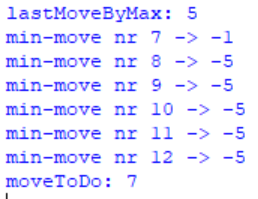 lastMoveByMax: 5
min-move nr 7 -> -1
min-move nr 8 -> -5
min-move nr 9 -> -5
min-move nr 10 -> -5
min-move nr 11 -> -5
min-move nr 12 -> -5
moveToDo: 7